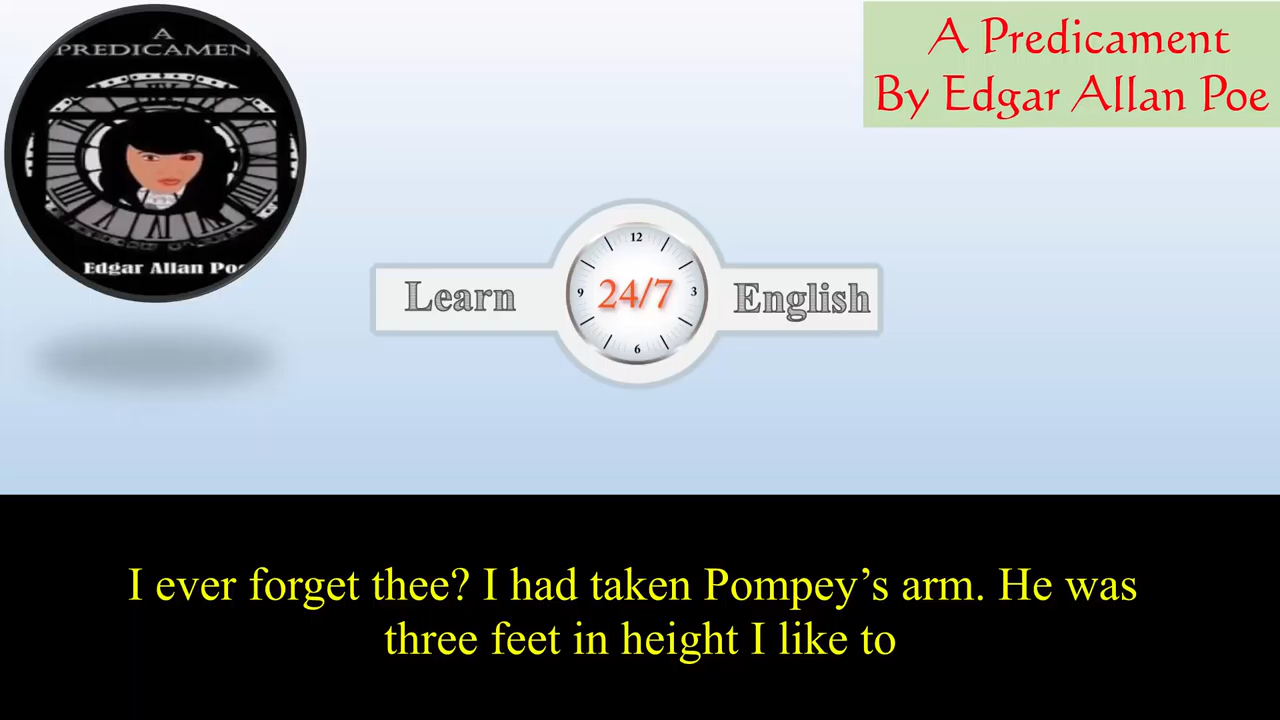 A
PREDICAMEN
Edgar Allan Po
A Predicament
By Edgar Allan Poe
Learn
24/7
English
12
3
6
9
I ever forget thee? I had taken Pompey’s arm. He was
three feet in height I like to